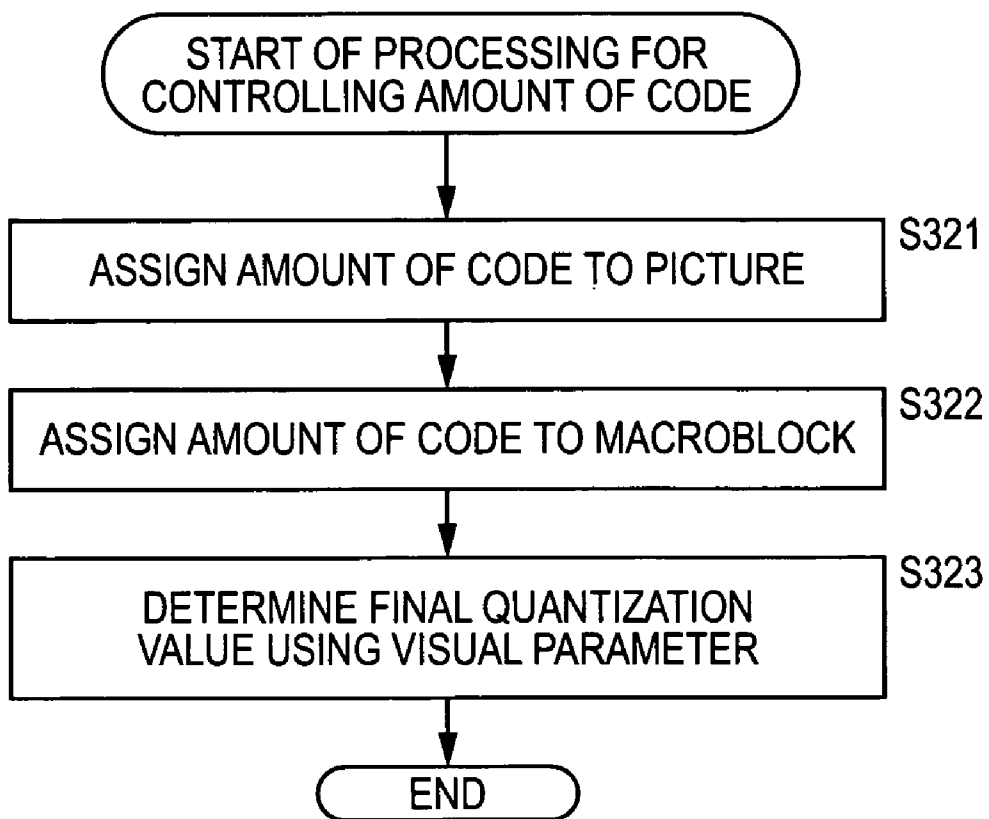 START OF PROCESSING FOR
CONTROLLING AMOUNT OF CODE
S321
ASSIGN AMOUNT OF CODE TO PICTURE
S322
ASSIGN AMOUNT OF CODE TO MACROBLOCK
S323
DETERMINE FINAL QUANTIZATION
VALUE USING VISUAL PARAMETER
END